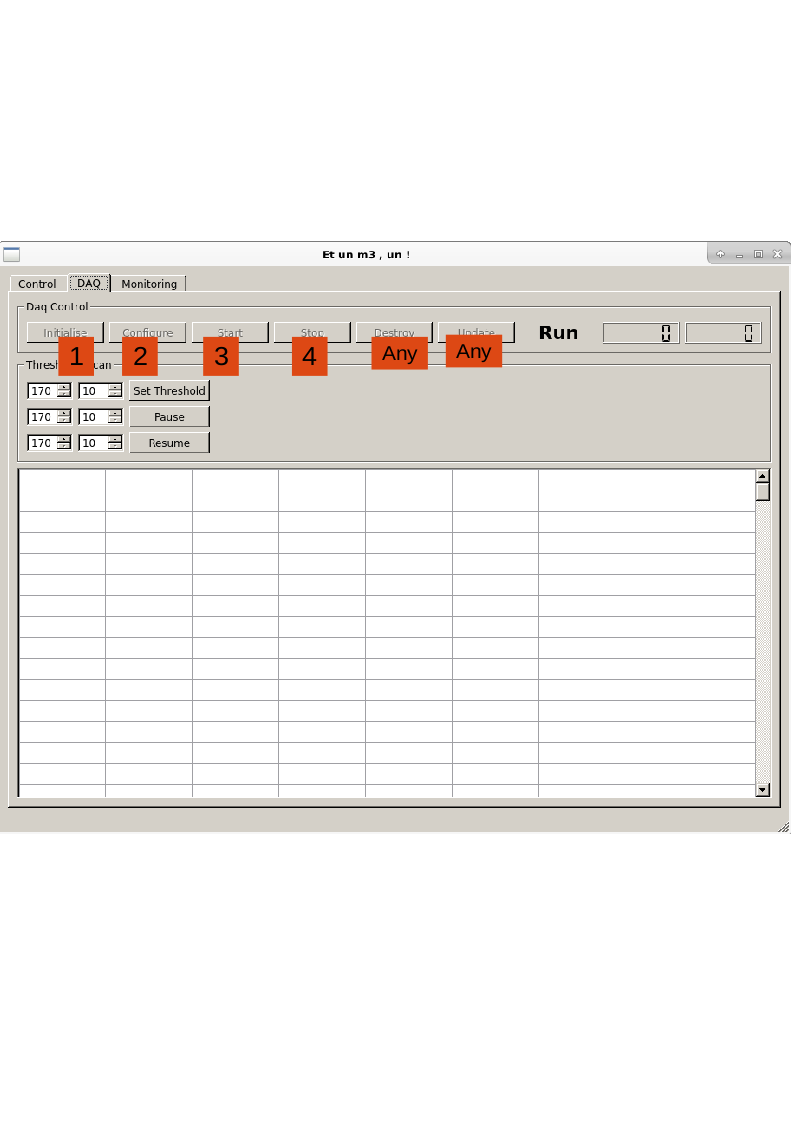 Et un m3 , un !
Control DAQ Monitoring
Daq Control
Initialise Configure Start Stop Destroy Update Run 0 0
1 2 3 4 Any Any
170 10 Set Threshold
170 10 Pause
170 10 Resume